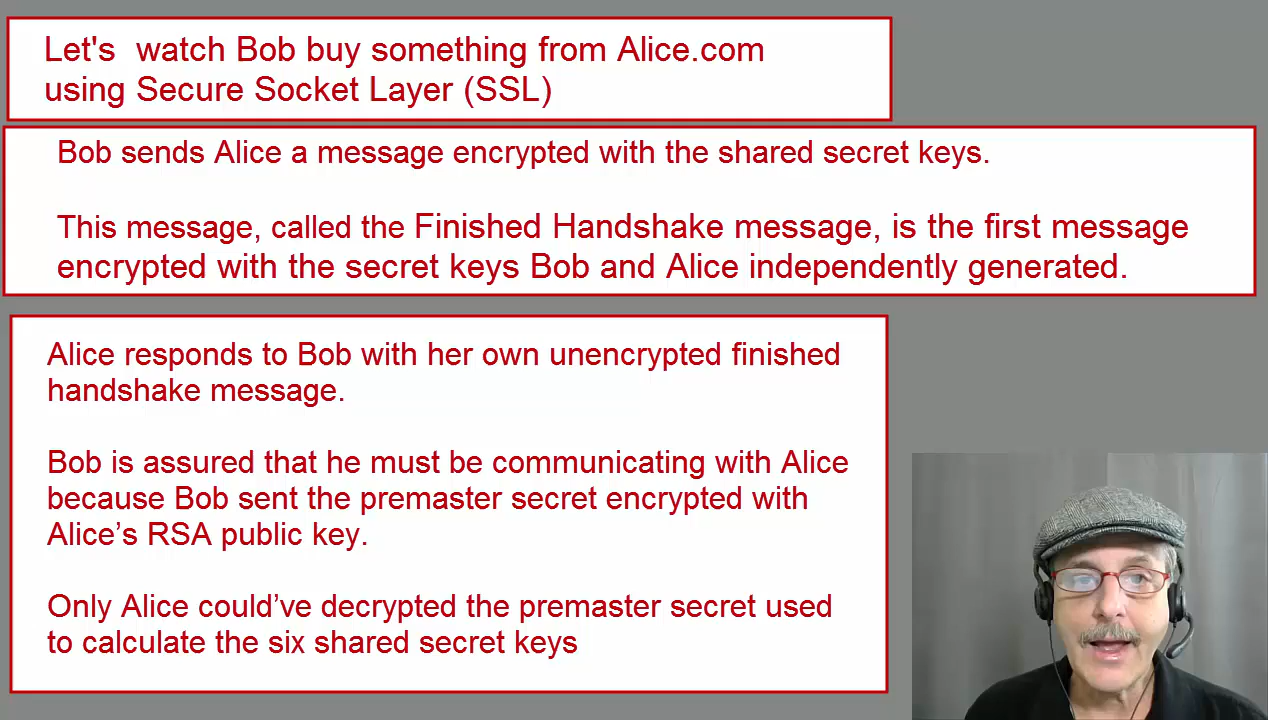 Let's watch Bob buy something from Alice.com
using Secure Socket Layer (SSL)
Bob sends Alice a message encrypted with the shared secret keys.
This message, called the Finished Handshake message, is the first message
encrypted with the secret keys Bob and Alice independently generated.
Alice responds to Bob with her own unencrypted finished
handshake message.
Bob is assured that he must be communicating with Alice
because Bob sent the premaster secret encrypted with
Alice’s RSA public key.
Only Alice could’ve decrypted the premaster secret used
to calculate the six shared secret keys